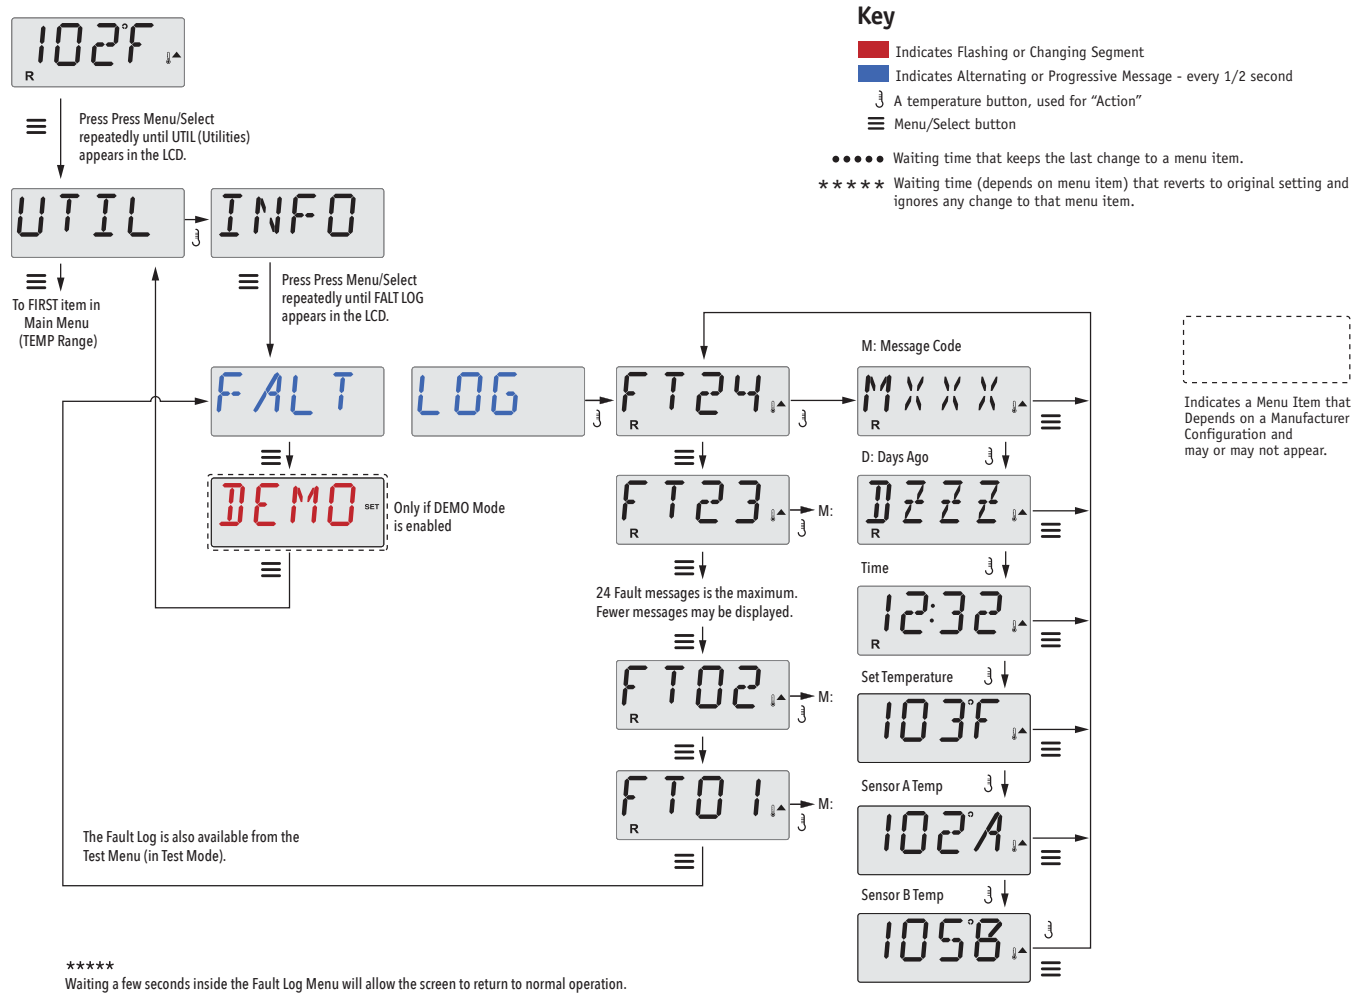 102°F
R
Key
Indicates Flashing or Changing Segment
Indicates Alternating or Progressive Message - every 1/2 second
A temperature button, used for “Action”
Menu/Select button
••••• Waiting time that keeps the last change to a menu item.
***** Waiting time (depends on menu item) that reverts to original setting and
ignores any change to that menu item.
Press Press Menu/Select
repeatedly until UTIL (Utilities)
appears in the LCD.
UTIL
INFO
To FIRST item in
Main Menu
(TEMP Range)
Press Press Menu/Select
repeatedly until FALT LOG
appears in the LCD.
FALT
LOG
DEMO
SET
Only if DEMO Mode
is enabled
FT24
R
FT23
R
M:
24 Fault messages is the maximum.
Fewer messages may be displayed.
FT02
R
M:
FT01
R
M:
M: Message Code
MXXX
R
D: Days Ago
DZZZ
R
Time
12:32
R
Set Temperature
103°F
Sensor A Temp
102°A
Sensor B Temp
105°B
Indicates a Menu Item that
Depends on a Manufacturer
Configuration and
may or may not appear.
The Fault Log is also available from the
Test Menu (in Test Mode).
*****
Waiting a few seconds inside the Fault Log Menu will allow the screen to return to normal operation.